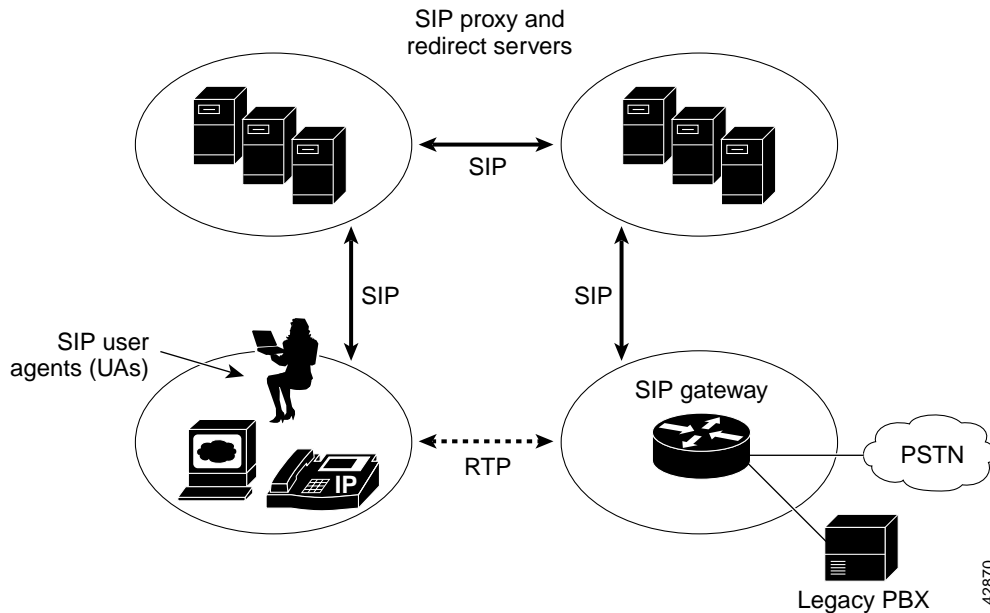 SIP proxy and
redirect servers
SIP
SIP
SIP
SIP user
agents (UAs)
SIP gateway
RTP
IP
PSTN
Legacy PBX
42870